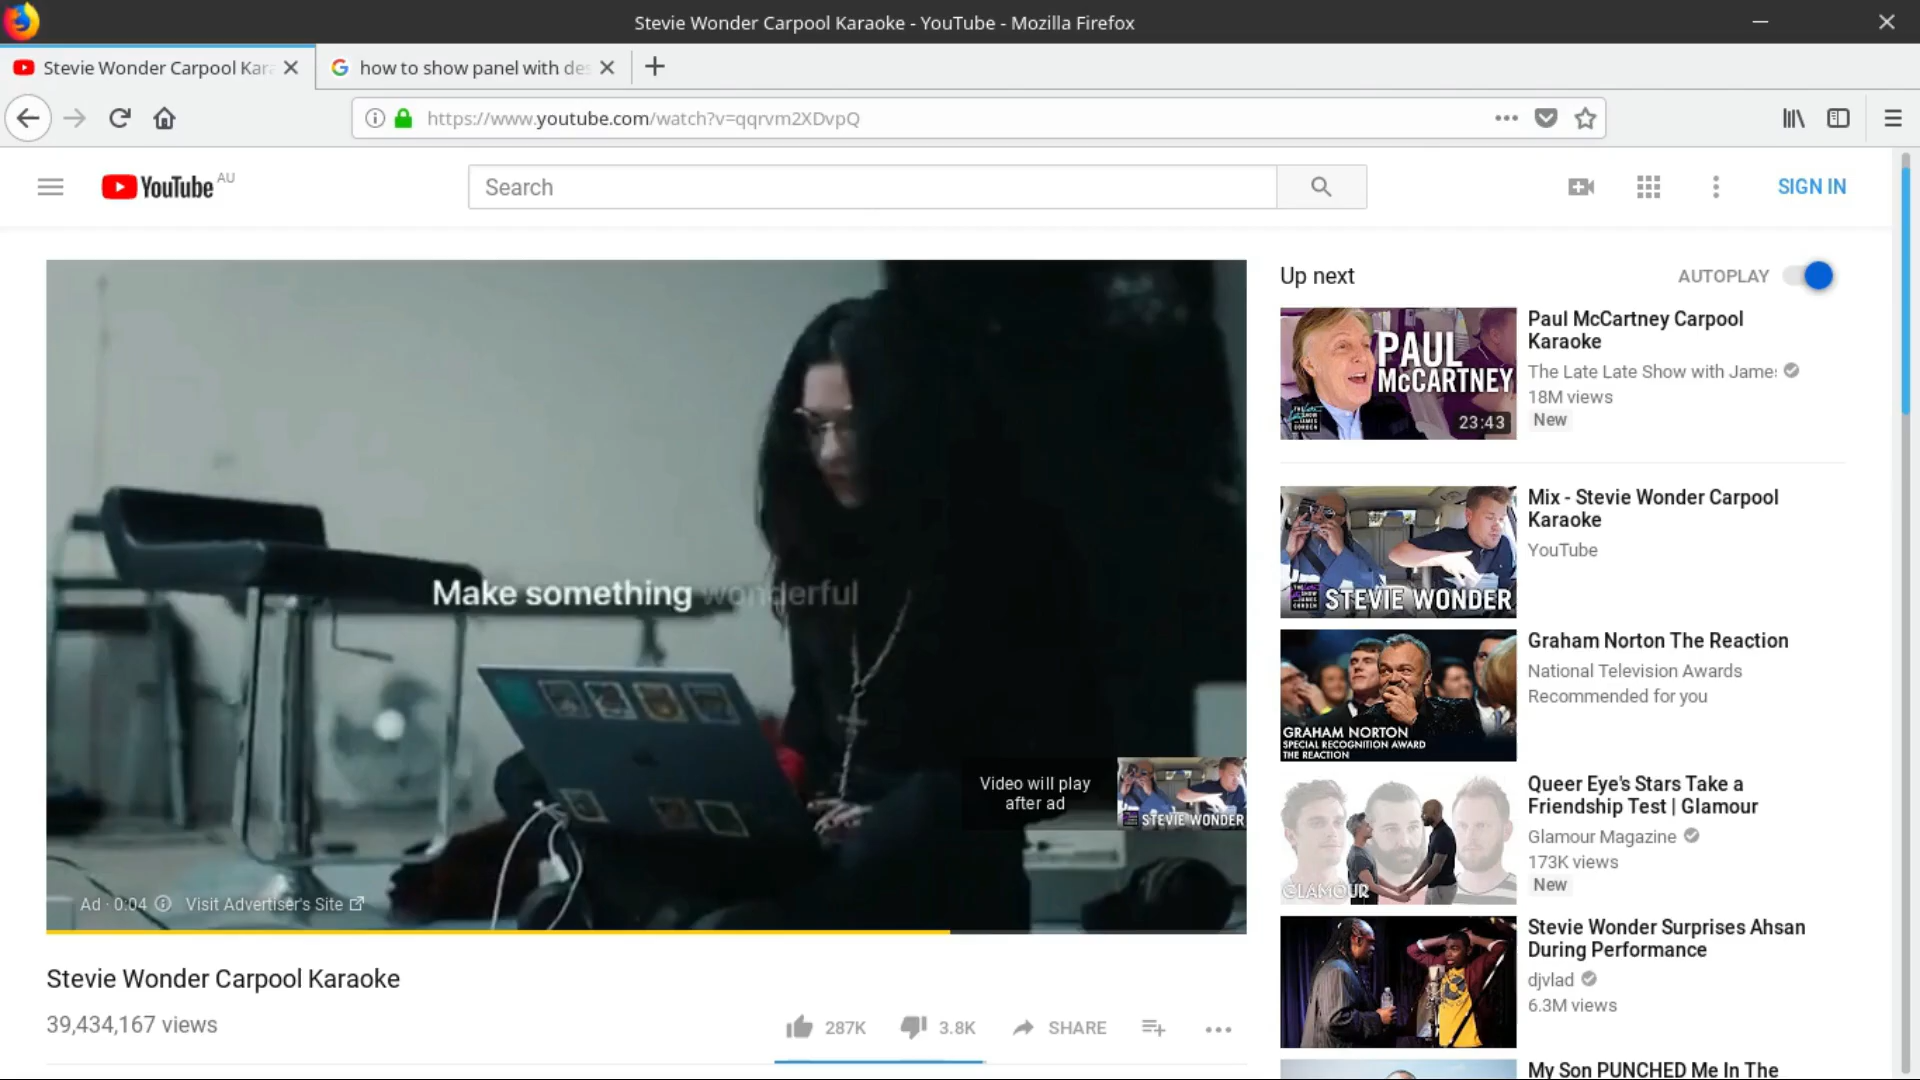 Stevie Wonder Carpool Karaoke - YouTube - Mozilla Firefox
Stevie Wonder Carpool Kar
how to show panel with des
https://www.youtube.com/watch?v=qqrvm2XDvpQ
YouTube AU
Search
SIGN IN
Make something wonderful
Video will play
after ad
STEVIE WONDER
Ad · 0:04
Visit Advertiser's Site
Stevie Wonder Carpool Karaoke
39,434,167 views
287K
3.8K
SHARE
Up next
AUTOPLAY
PAUL
McCARTNEY
23:43
Paul McCartney Carpool
Karaoke
The Late Late Show with James
18M views
New
STEVIE WONDER
Mix - Stevie Wonder Carpool
Karaoke
YouTube
GRAHAM NORTON
SPECIAL RECOGNITION AWARD
THE REACTION
Graham Norton The Reaction
National Television Awards
Recommended for you
GLAMOUR
Queer Eye's Stars Take a
Friendship Test | Glamour
Glamour Magazine
173K views
New
Stevie Wonder Surprises Ahsan
During Performance
djvlad
6.3M views
My Son PUNCHED Me In The